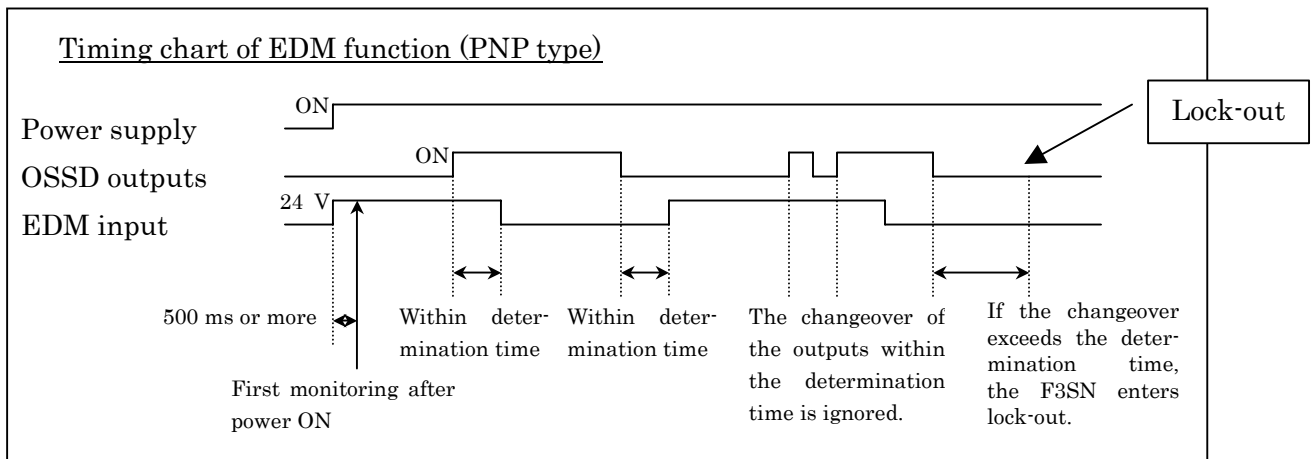 Timing chart of EDM function (PNP type)
Lock-out
ON
Power supply
ON
OSSD outputs
24 V
EDM input
500 ms or more
First monitoring after
power ON
Within deter-
mination time
Within deter-
mination time
The changeover of
the outputs within
the determination
time is ignored.
If the changeover
exceeds the deter-
mination time,
the F3SN enters
lock-out.